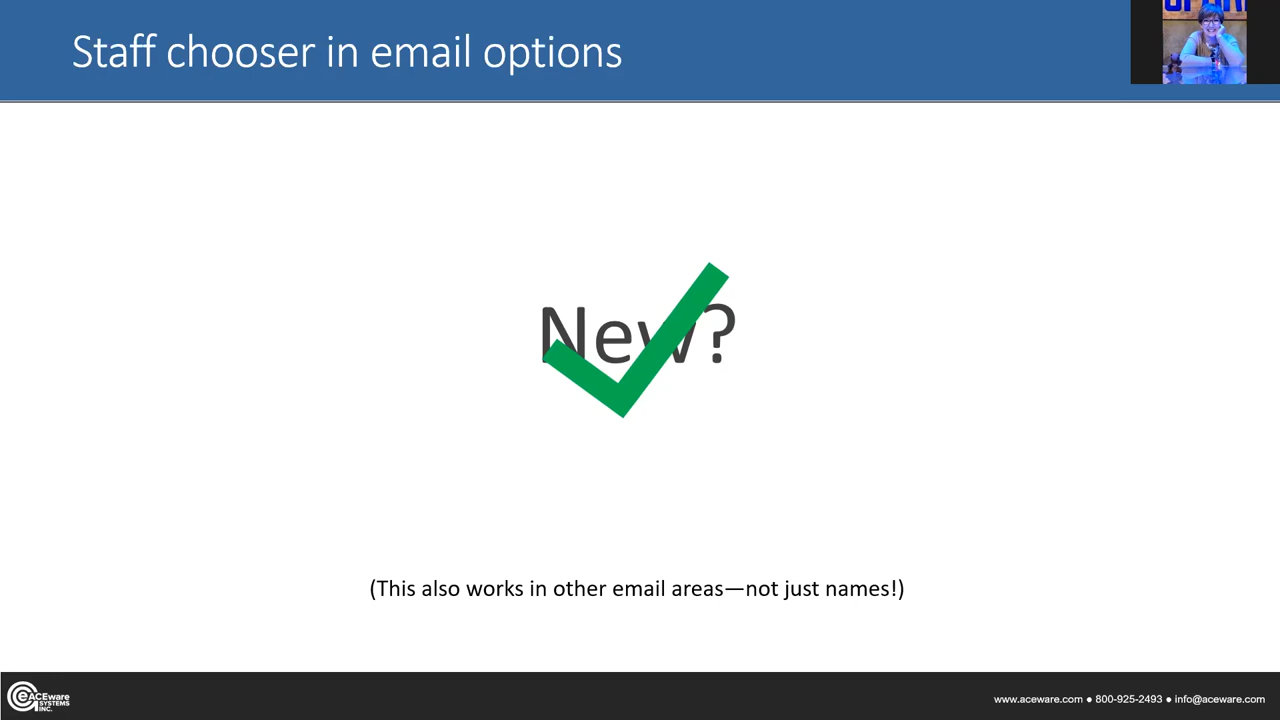 Staff chooser in email options
New?
(This also works in other email areas—not just names!)
ACEware
SYSTEMS
INC.
www.aceware.com ● 800-925-2493 ● info@aceware.com